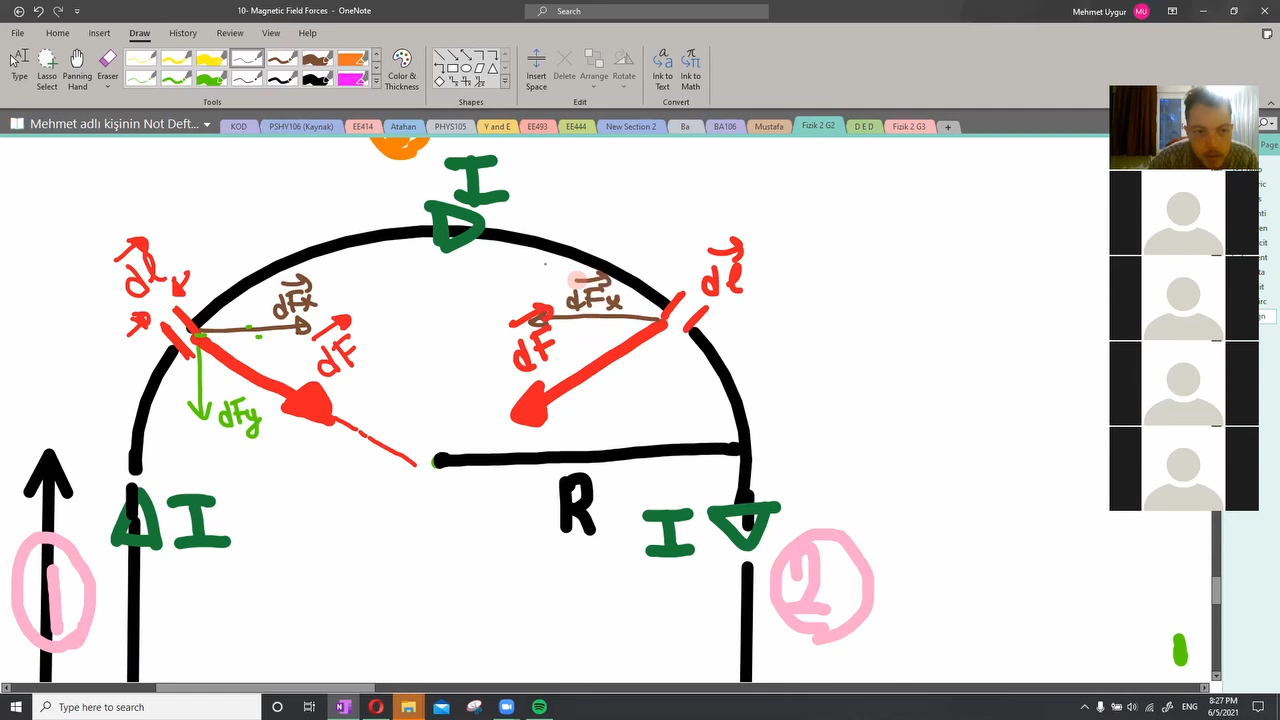 10- Magnetic Field Forces - OneNote
Search
Mehmet Uygur
MU
File Home Insert Draw History Review View Help
Type
Lasso Select
Panning Hand
Eraser
Color & Thickness
Insert Space
Delete
Arrange
Rotate
Ink to Text
Ink to Math
Tools
Shapes
Edit
Convert
Mehmet adlı kişinin Not Deft...
KOD
PSHY106 (Kaynak)
EE414
Atahan
PHYS105
Y and E
EE493
EE444
New Section 2
Ba
BA106
Mustafa
Fizik 2 G2
D E D
Fizik 2 G3
Page
I
dl
dl
dFx
dFx
dF
dF
dFy
R
I
I
1
2
Type here to search
ENG
8:27 PM
6/5/2021